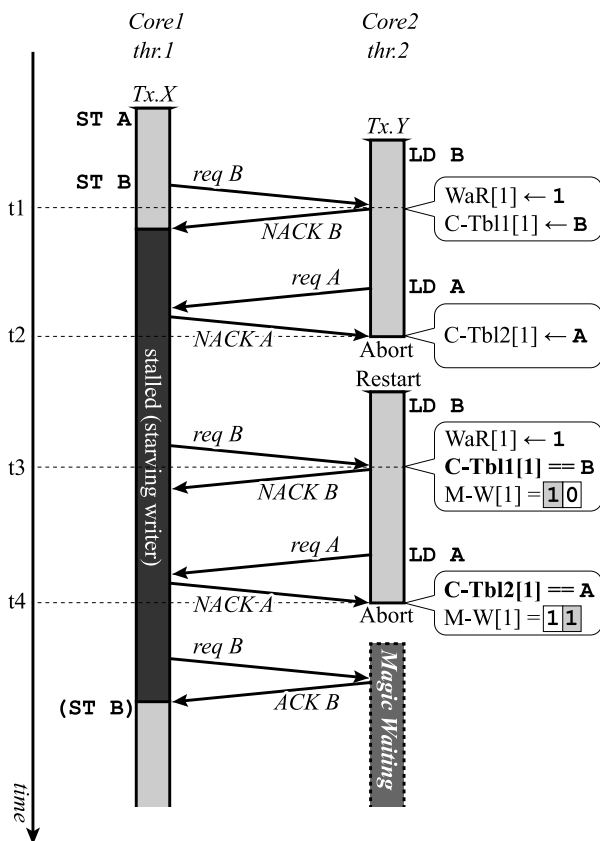 Core1
thr.1
Core2
thr.2
Tx.X
Tx.Y
ST A
LD B
ST B
req B
t1
WaR[1] ← 1
C-Tbl1[1] ← B
NACK B
req A
LD A
t2
NACK A
C-Tbl2[1] ← A
Abort
Restart
LD B
stalled (starving writer)
req B
WaR[1] ← 1
t3
C-Tbl1[1] == B
M-W[1] = 1 0
NACK B
req A
LD A
t4
NACK A
C-Tbl2[1] == A
M-W[1] = 1 1
Abort
req B
ACK B
(ST B)
Magic Waiting
time